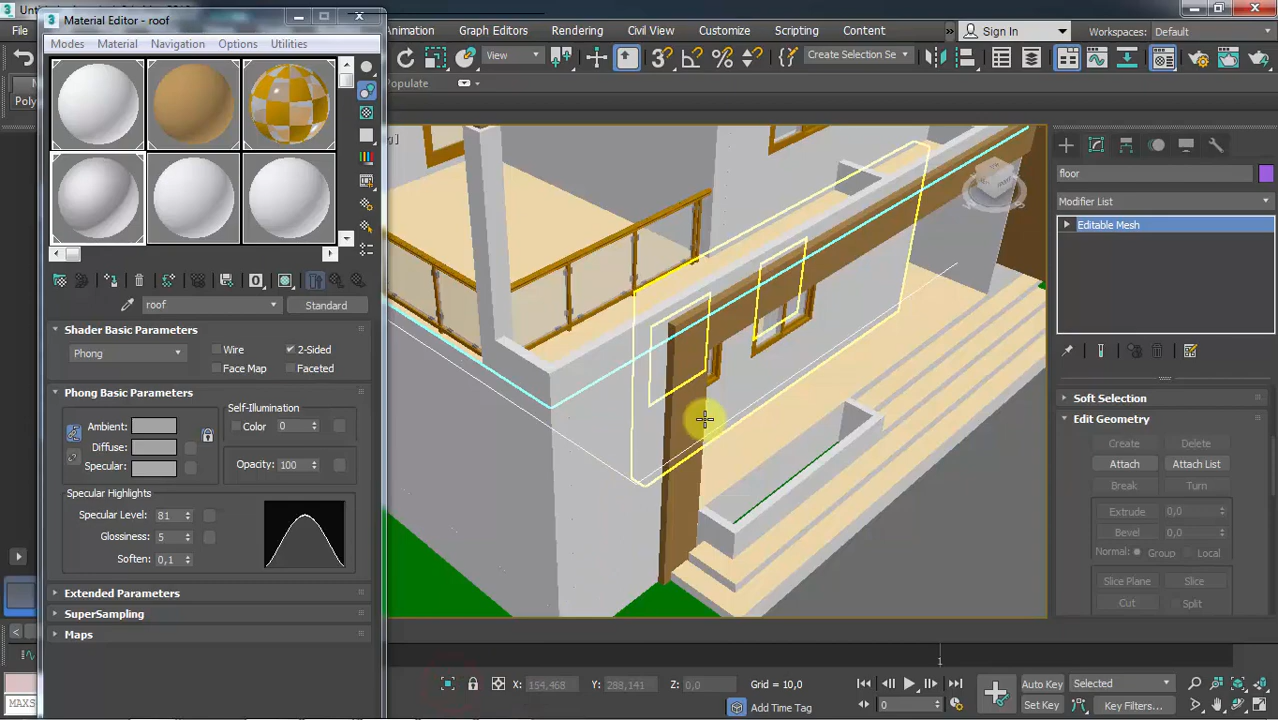 Material Editor - roof
File
Modes Material Navigation Options Utilities
Animation Graph Editors Rendering Civil View Customize Scripting Content
Sign In Workspaces: Default
View Create Selection Se
Populate
floor
Modifier List
Editable Mesh
roof Standard
Shader Basic Parameters
Phong
Wire 2-Sided
Face Map Faceted
Phong Basic Parameters
Self-Illumination
Ambient: Color 0
Diffuse:
Specular: Opacity: 100
Specular Highlights
Specular Level: 81
Glossiness: 5
Soften: 0,1
Extended Parameters
SuperSampling
Maps
Soft Selection
Edit Geometry
Create Delete
Attach Attach List
Break Turn
Extrude 0,0
Bevel 0,0
Normal: Group Local
Slice Plane Slice
Cut Split
1
X: 154,468 Y: 288,141 Z: 0,0 Grid = 10,0
Add Time Tag
Auto Key Selected
0 Set Key Key Filters...
MAXS